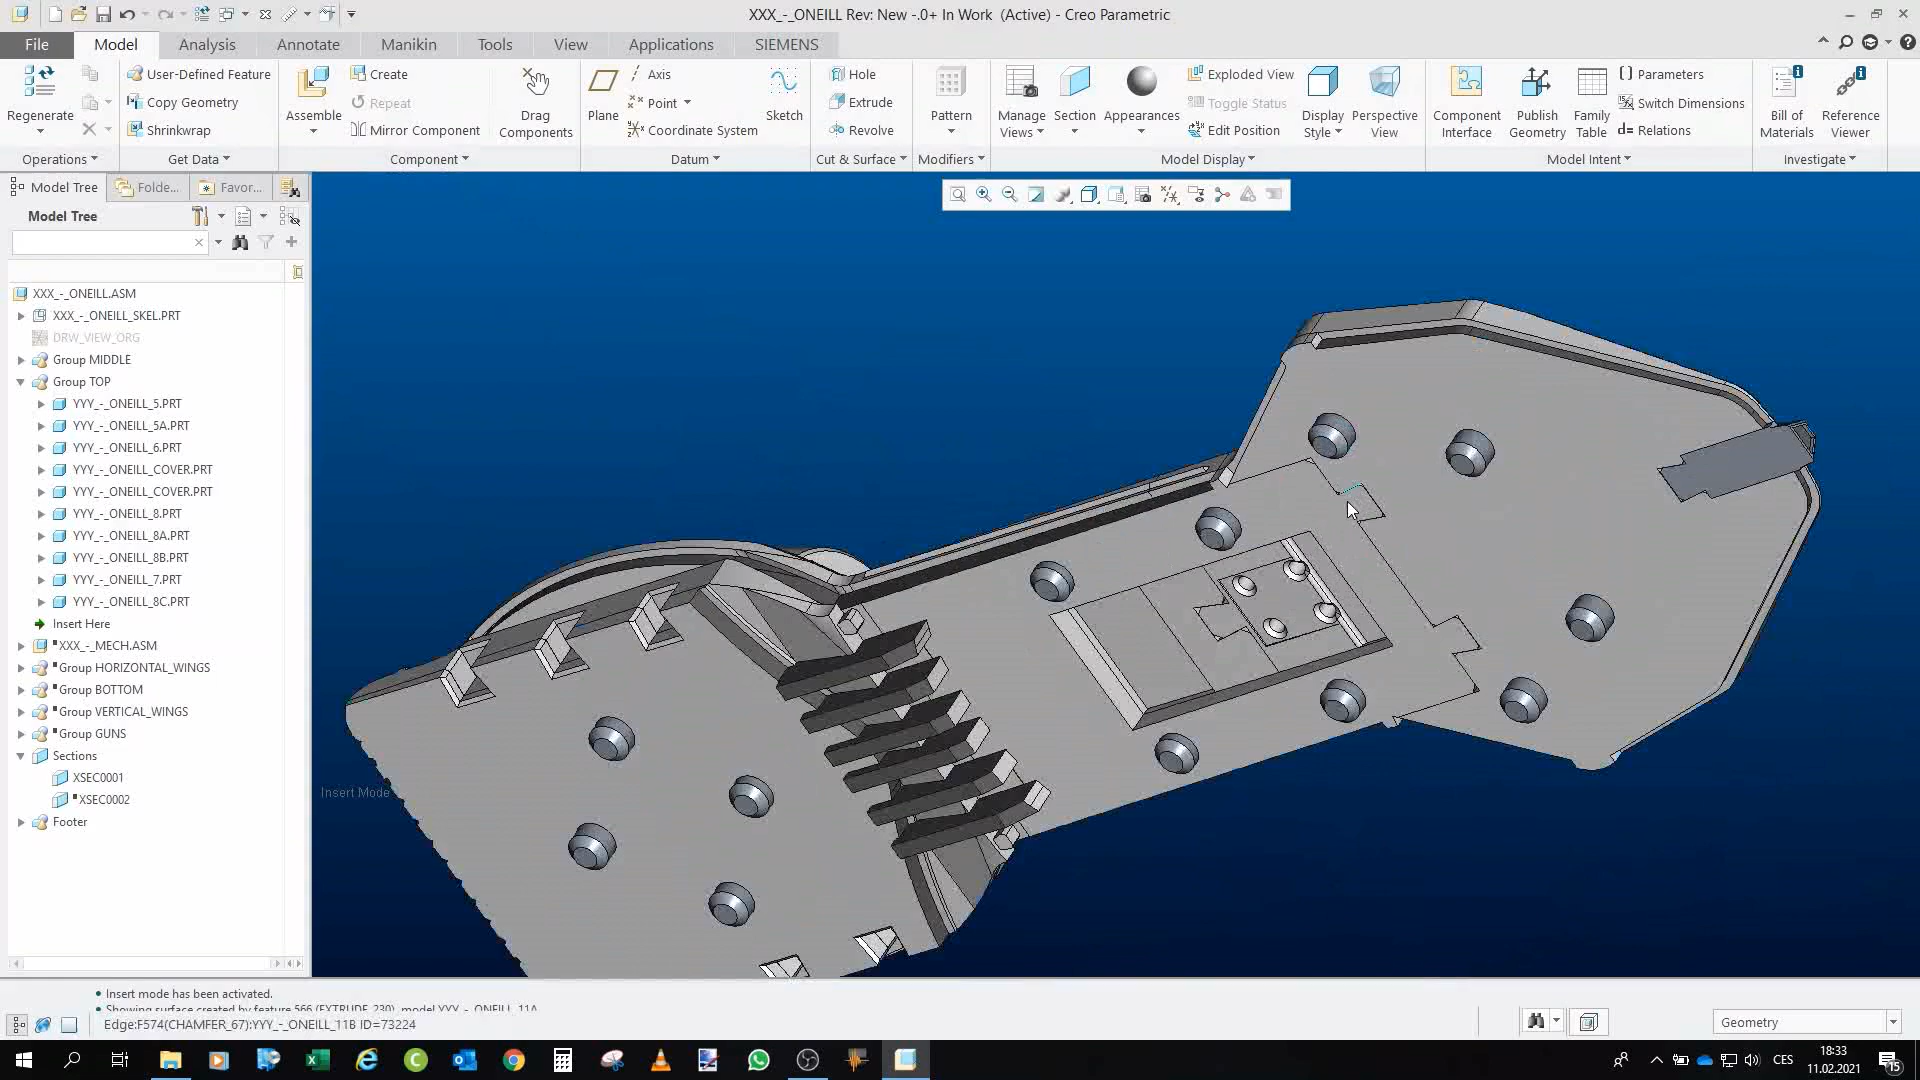 XXX_-_ONEILL Rev: New -.0+ In Work (Active) - Creo Parametric
File Model Analysis Annotate Manikin Tools View Applications SIEMENS
Regenerate
Operations
User-Defined Feature
Copy Geometry
Shrinkwrap
Get Data
Assemble
Create
Repeat
Mirror Component
Drag
Components
Component
Plane
Axis
Point
Coordinate System
Sketch
Datum
Hole
Extrude
Revolve
Cut & Surface
Pattern
Modifiers
Manage
Views
Section
Appearances
Exploded View
Toggle Status
Edit Position
Display
Style
Perspective
View
Model Display
Component
Interface
Publish
Geometry
Family
Table
Parameters
Switch Dimensions
Relations
Model Intent
Bill of
Materials
Reference
Viewer
Investigate
Model Tree Folde... Favor...
Model Tree
XXX_-_ONEILL.ASM
XXX_-_ONEILL_SKEL.PRT
DRW_VIEW_ORG
Group MIDDLE
Group TOP
YYY_-_ONEILL_5.PRT
YYY_-_ONEILL_5A.PRT
YYY_-_ONEILL_6.PRT
YYY_-_ONEILL_COVER.PRT
YYY_-_ONEILL_COVER.PRT
YYY_-_ONEILL_8.PRT
YYY_-_ONEILL_8A.PRT
YYY_-_ONEILL_8B.PRT
YYY_-_ONEILL_7.PRT
YYY_-_ONEILL_8C.PRT
Insert Here
XXX_-_MECH.ASM
Group HORIZONTAL_WINGS
Group BOTTOM
Group VERTICAL_WINGS
Group GUNS
Sections
XSEC0001
XSEC0002
Footer
Insert Mode
• Insert mode has been activated.
• Showing surface created by feature 566 (EXTRUDE_230), model YYY_-_ONEILL_11A
Edge:F574(CHAMFER_67):YYY_-_ONEILL_11B ID=73224
Geometry
CES
18:33
11.02.2021
15